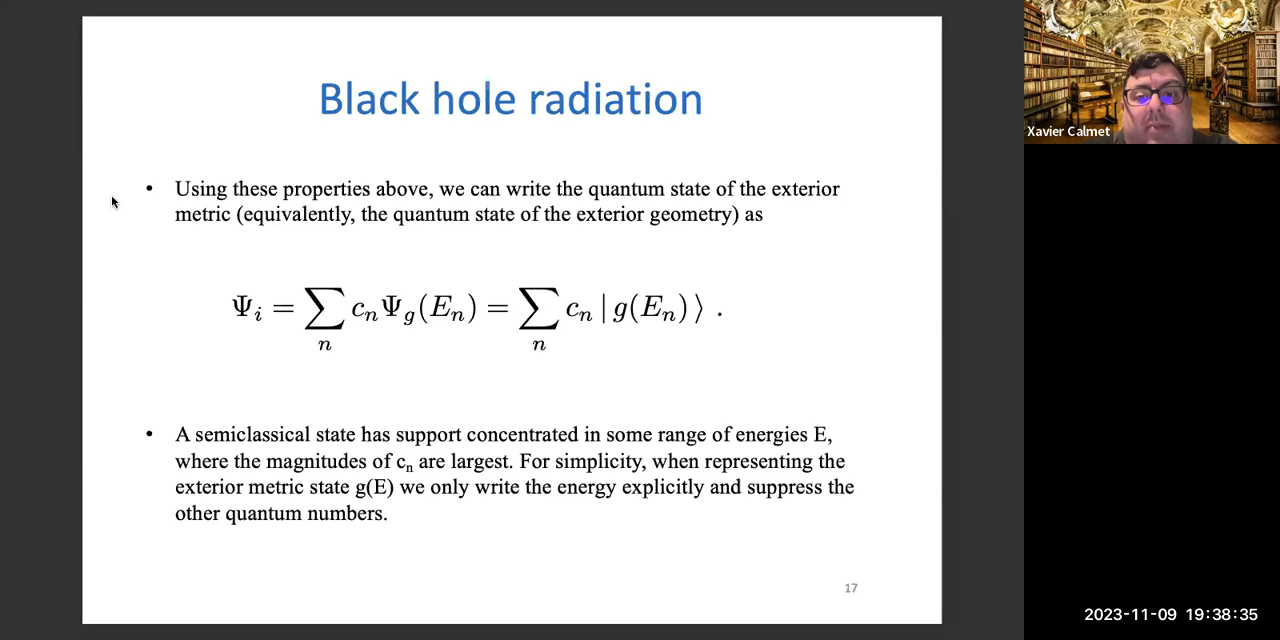 Black hole radiation
• Using these properties above, we can write the quantum state of the exterior
metric (equivalently, the quantum state of the exterior geometry) as
Ψ_i = ∑_n c_n Ψ_g(E_n) = ∑_n c_n | g(E_n) ⟩ .
• A semiclassical state has support concentrated in some range of energies E,
where the magnitudes of c_n are largest. For simplicity, when representing the
exterior metric state g(E) we only write the energy explicitly and suppress the
other quantum numbers.
17
Xavier Calmet
2023-11-09 19:38:35